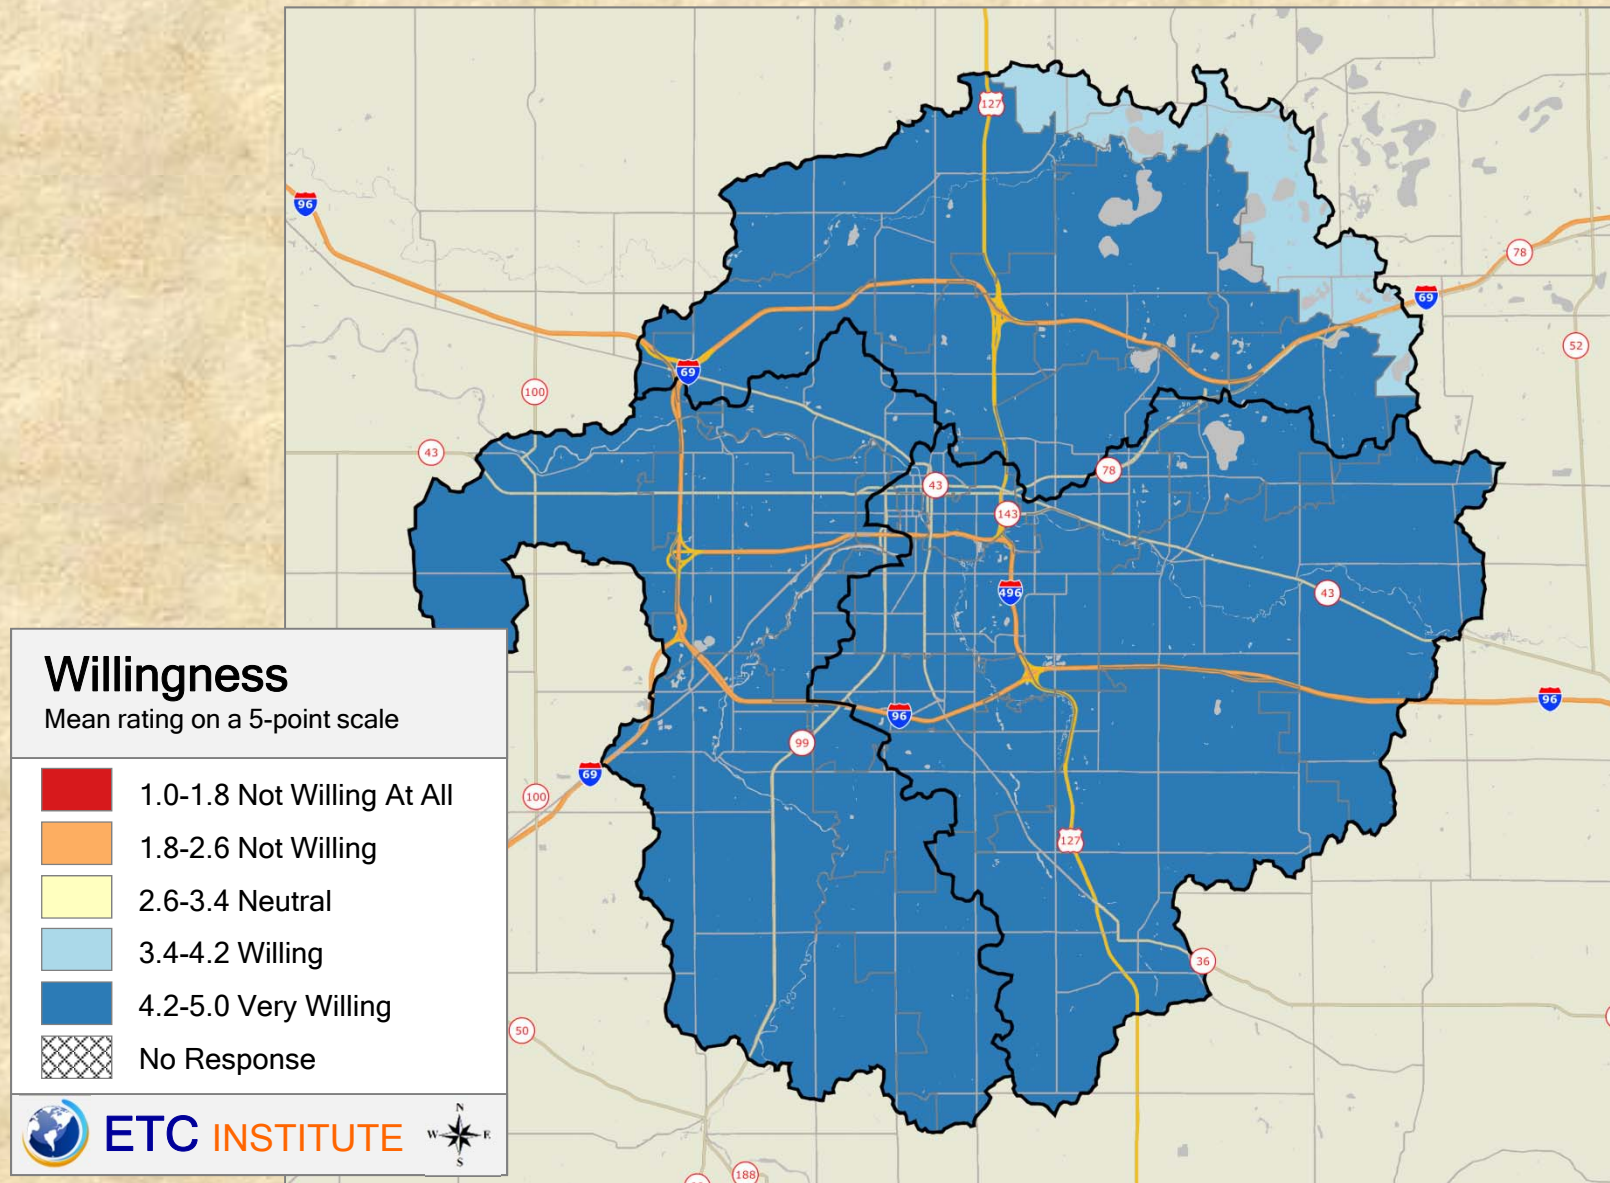 127
96
78
69
52
69
100
43
78
43
143
496
43
96
96
99
69
100
127
36
50
188
Willingness
Mean rating on a 5-point scale
1.0-1.8 Not Willing At All
1.8-2.6 Not Willing
2.6-3.4 Neutral
3.4-4.2 Willing
4.2-5.0 Very Willing
No Response
ETC INSTITUTE
N
W E
S